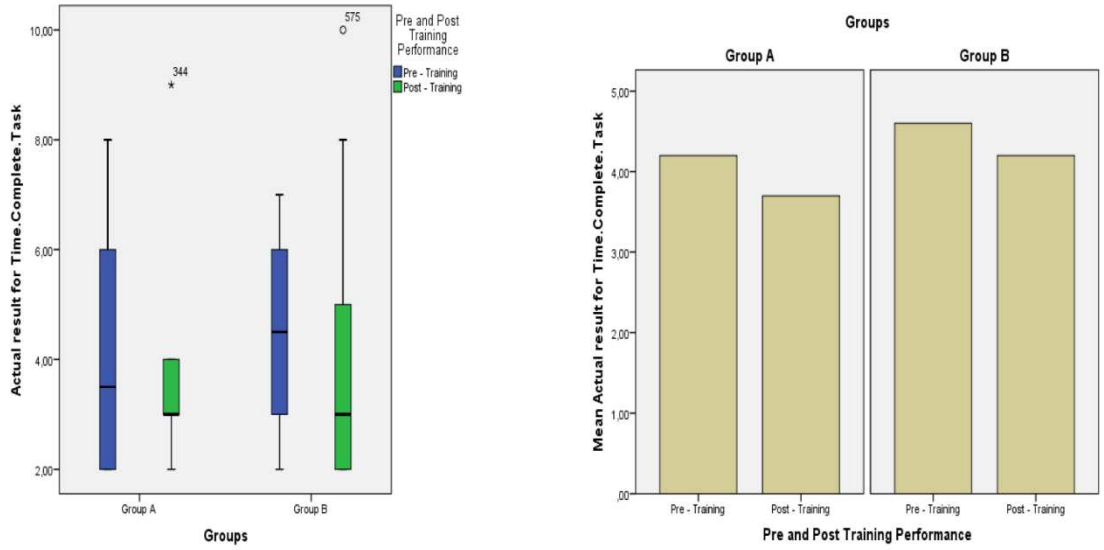 10,00
8,00
6,00
4,00
2,00
Actual result for Time.Complete.Task
344
575
Group A
Group B
Groups
Pre and Post
Training
Performance
Pre - Training
Post - Training
Groups
Group A
Group B
5,00
4,00
3,00
2,00
1,00
,00
Mean Actual result for Time.Complete.Task
Pre - Training
Post - Training
Pre - Training
Post - Training
Pre and Post Training Performance